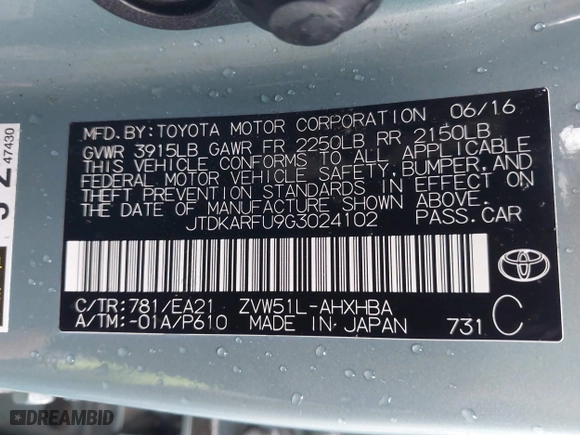 MFD. BY: TOYOTA MOTOR CORPORATION 06/16
GVWR 3915LB GAWR FR 2250LB RR 2150LB
THIS VEHICLE CONFORMS TO ALL APPLICABLE
FEDERAL MOTOR VEHICLE SAFETY, BUMPER, AND
THEFT PREVENTION STANDARDS IN EFFECT ON
THE DATE OF MANUFACTURE SHOWN ABOVE.
JTDKARFU9G3024102 PASS. CAR
C/TR: 781/EA21 ZVW51L-AHXHBA
A/TM: -01A/P610 MADE IN JAPAN 731 C
TOYOTA
47430
DREAMBID